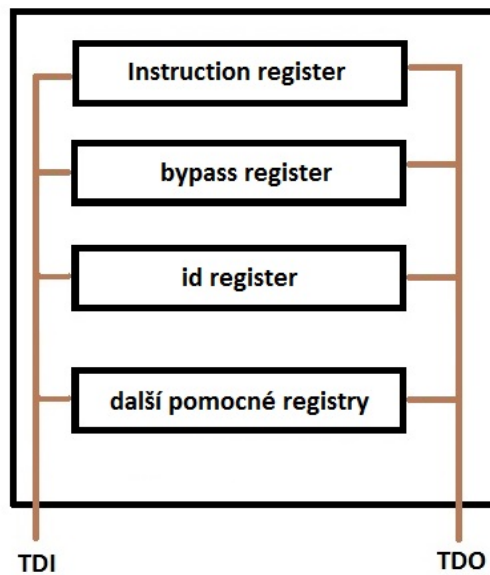 Instruction register
bypass register
id register
další pomocné registry
TDI
TDO